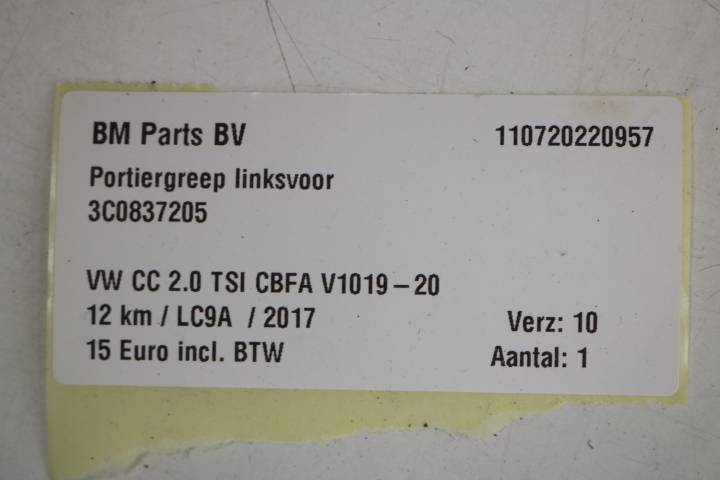 BM Parts BV 110720220957
Portiergreep linksvoor
3C0837205
VW CC 2.0 TSI CBFA V1019-20
12 km / LC9A / 2017 Verz: 10
15 Euro incl. BTW Aantal: 1